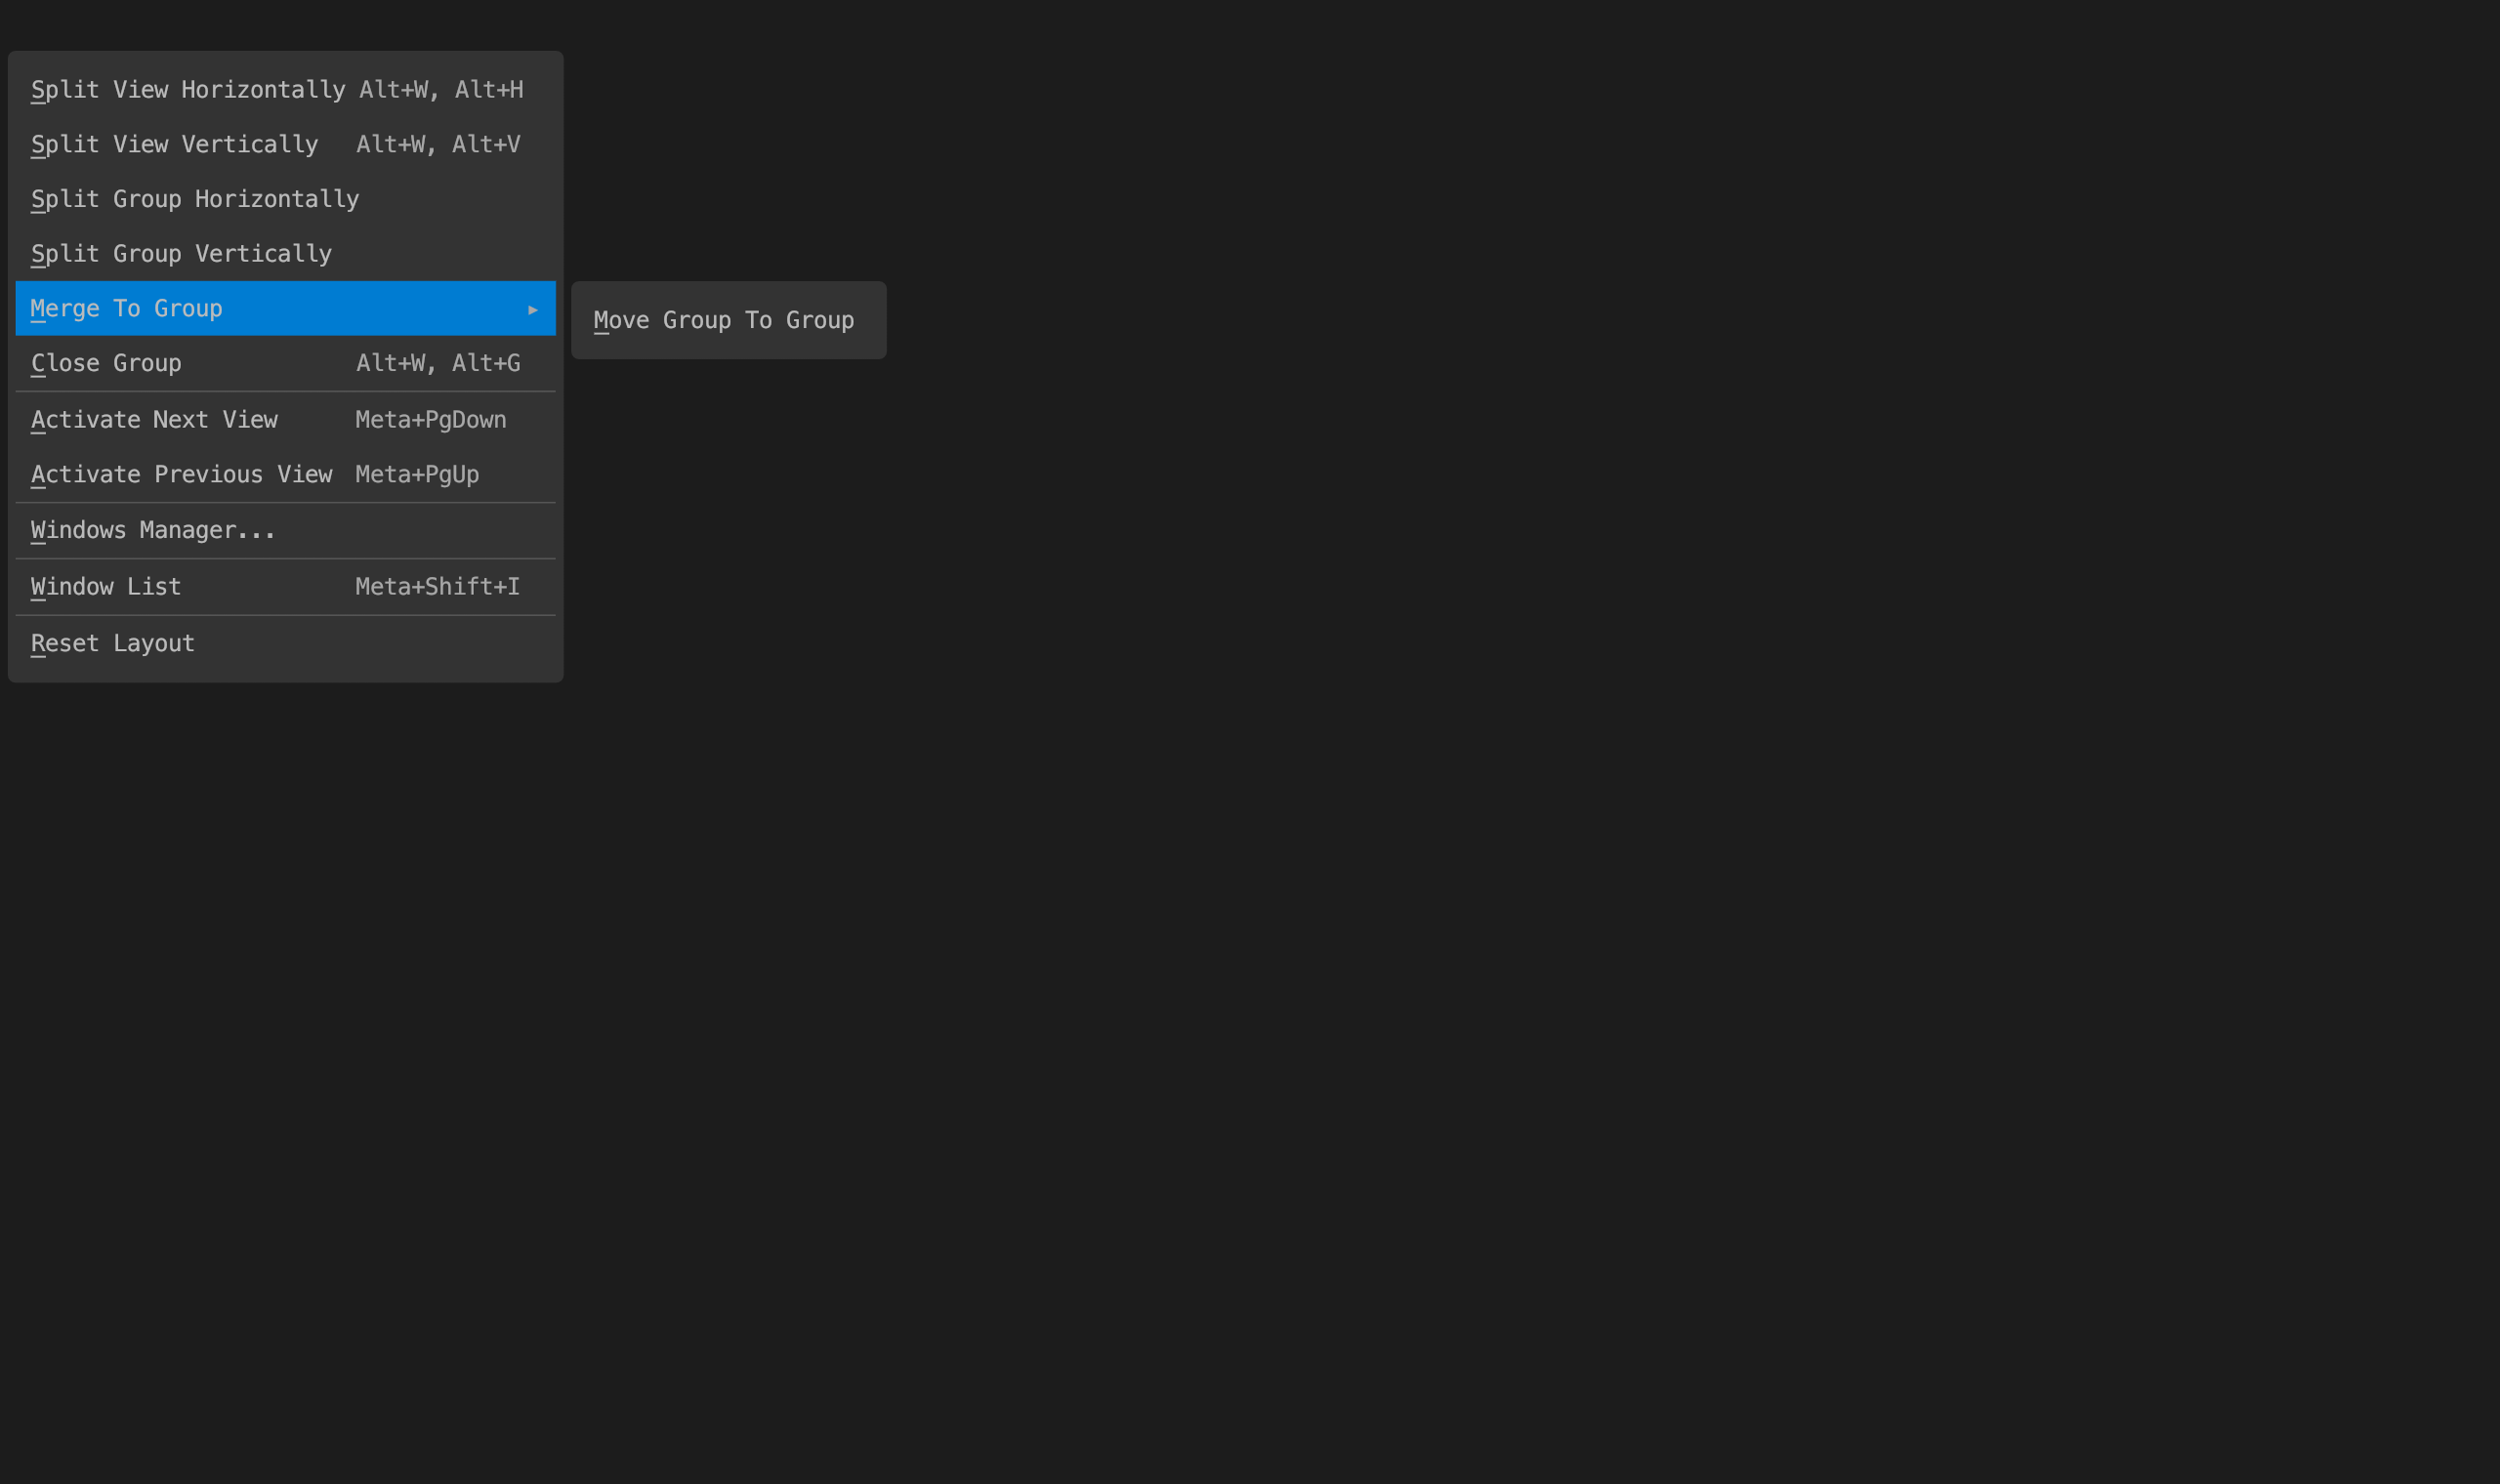 Split View Horizontally Alt+W, Alt+H
Split View Vertically Alt+W, Alt+V
Split Group Horizontally
Split Group Vertically
Merge To Group ▸
Move Group To Group
Close Group Alt+W, Alt+G
Activate Next View Meta+PgDown
Activate Previous View Meta+PgUp
Windows Manager...
Window List Meta+Shift+I
Reset Layout